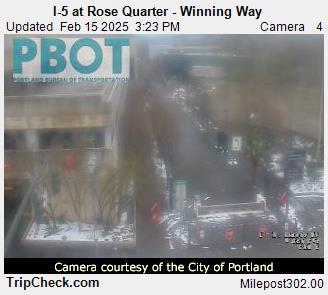 I-5 at Rose Quarter - Winning Way
Updated Feb 15 2025 3:23 PM Camera 4
PBOT
PORTLAND BUREAU OF TRANSPORTATION
Camera courtesy of the City of Portland
TripCheck.com Milepost302.00